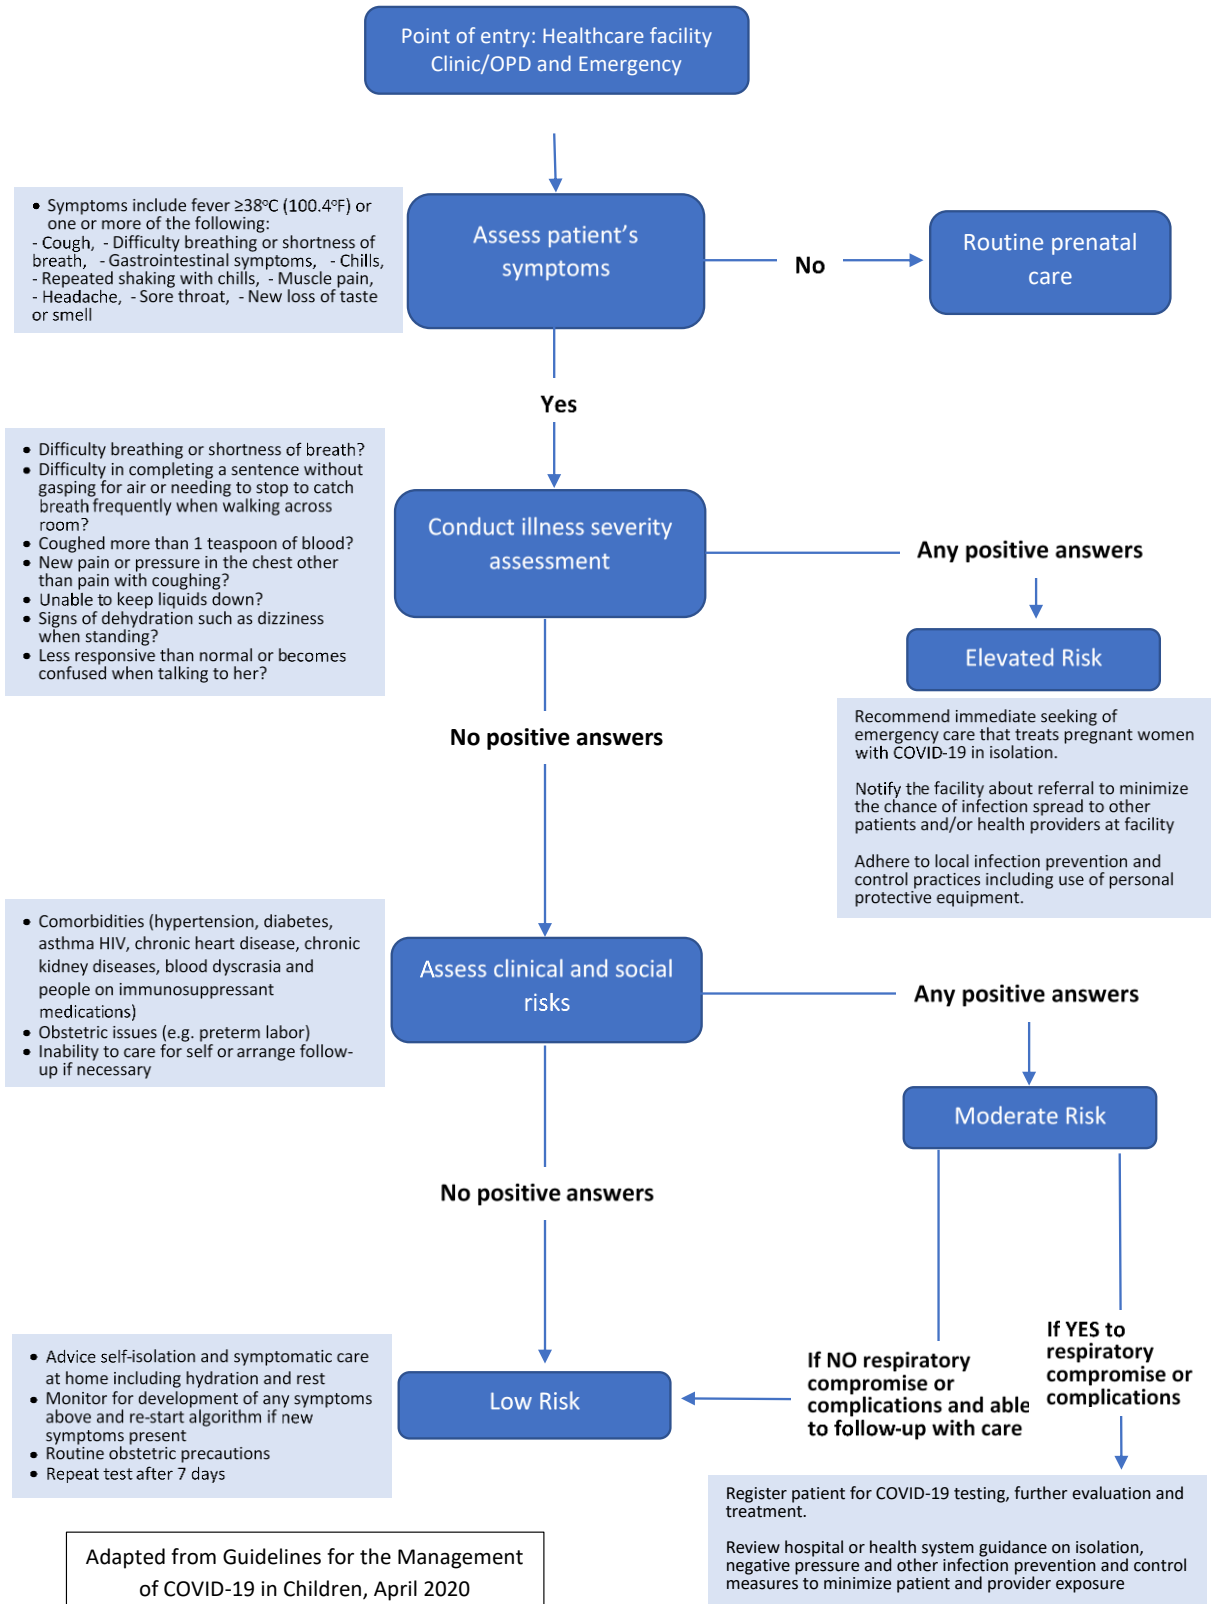 Point of entry: Healthcare facility
Clinic/OPD and Emergency
• Symptoms include fever ≥38°C (100.4°F) or
one or more of the following:
- Cough, - Difficulty breathing or shortness of
breath, - Gastrointestinal symptoms, - Chills,
- Repeated shaking with chills, - Muscle pain,
- Headache, - Sore throat, - New loss of taste
or smell
Assess patient's
symptoms
No
Routine prenatal
care
Yes
• Difficulty breathing or shortness of breath?
• Difficulty in completing a sentence without
gasping for air or needing to stop to catch
breath frequently when walking across
room?
• Coughed more than 1 teaspoon of blood?
• New pain or pressure in the chest other
than pain with coughing?
• Unable to keep liquids down?
• Signs of dehydration such as dizziness
when standing?
• Less responsive than normal or becomes
confused when talking to her?
Conduct illness severity
assessment
Any positive answers
Elevated Risk
Recommend immediate seeking of
emergency care that treats pregnant women
with COVID-19 in isolation.
Notify the facility about referral to minimize
the chance of infection spread to other
patients and/or health providers at facility
Adhere to local infection prevention and
control practices including use of personal
protective equipment.
No positive answers
• Comorbidities (hypertension, diabetes,
asthma HIV, chronic heart disease, chronic
kidney diseases, blood dyscrasia and
people on immunosuppressant
medications)
• Obstetric issues (e.g. preterm labor)
• Inability to care for self or arrange follow-
up if necessary
Assess clinical and social
risks
Any positive answers
Moderate Risk
No positive answers
If NO respiratory
compromise or
complications and able
to follow-up with care
If YES to
respiratory
compromise or
complications
• Advice self-isolation and symptomatic care
at home including hydration and rest
• Monitor for development of any symptoms
above and re-start algorithm if new
symptoms present
• Routine obstetric precautions
• Repeat test after 7 days
Low Risk
Register patient for COVID-19 testing, further evaluation and
treatment.
Review hospital or health system guidance on isolation,
negative pressure and other infection prevention and control
measures to minimize patient and provider exposure
Adapted from Guidelines for the Management
of COVID-19 in Children, April 2020